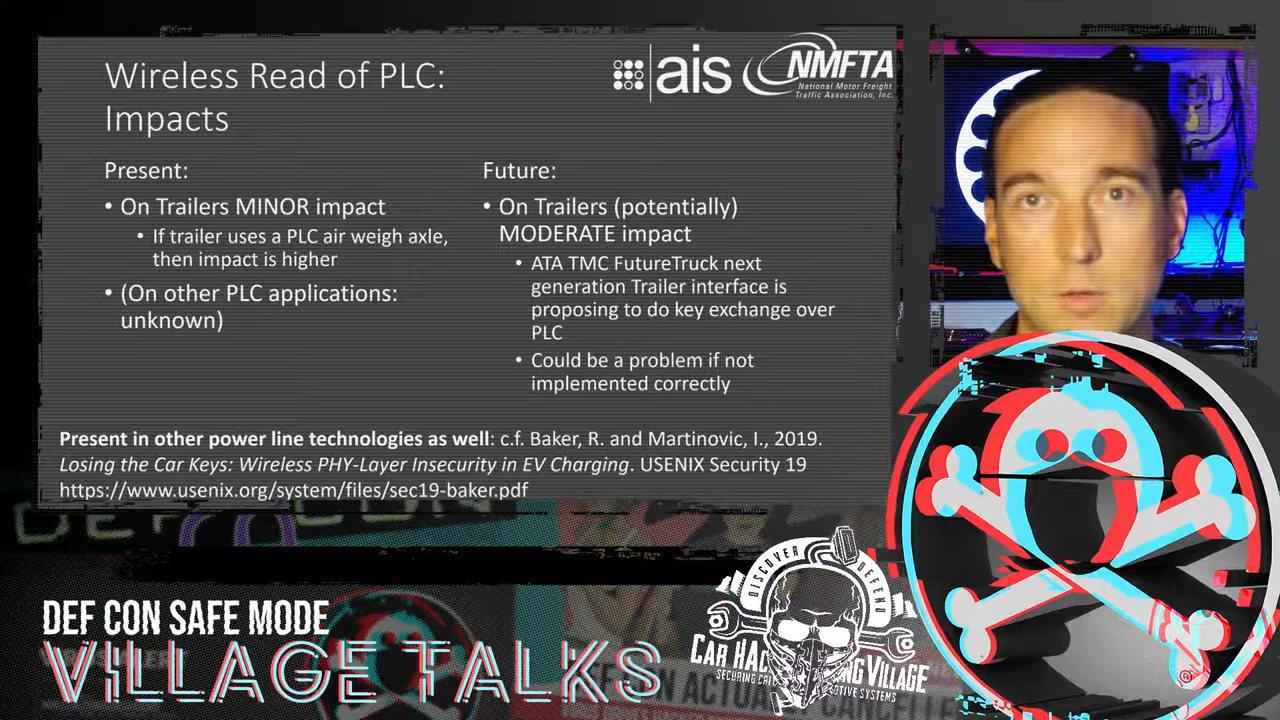 Wireless Read of PLC:
Impacts
ais
NMFTA
National Motor Freight
Traffic Association, Inc.
Present:
• On Trailers MINOR impact
• If trailer uses a PLC air weigh axle,
then impact is higher
• (On other PLC applications:
unknown)
Future:
• On Trailers (potentially)
MODERATE impact
• ATA TMC FutureTruck next
generation Trailer interface is
proposing to do key exchange over
PLC
• Could be a problem if not
implemented correctly
Present in other power line technologies as well: c.f. Baker, R. and Martinovic, I., 2019.
Losing the Car Keys: Wireless PHY-Layer Insecurity in EV Charging. USENIX Security 19
https://www.usenix.org/system/files/sec19-baker.pdf
DEF CON
DEF CON SAFE MODE
VILLAGE TALKS
DISCOVER
DEFEND
CAR HACKING VILLAGE